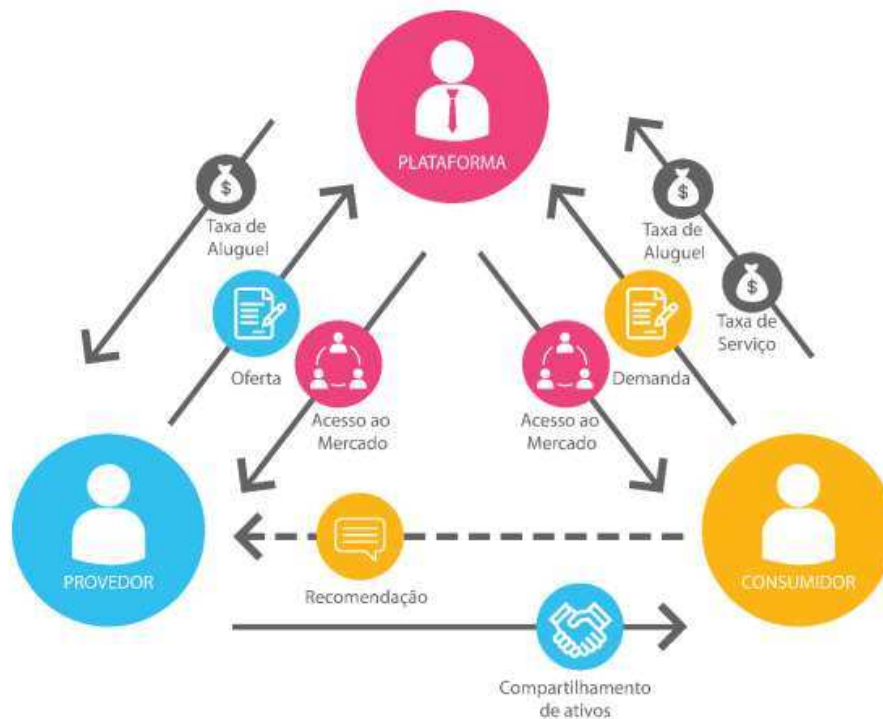 PLATAFORMA
$
Taxa de
Aluguel
$
Taxa de
Aluguel
$
Taxa de
Serviço
Oferta
Demanda
Acesso ao
Mercado
Acesso ao
Mercado
PROVEDOR
CONSUMIDOR
Recomendação
Compartilhamento
de ativos